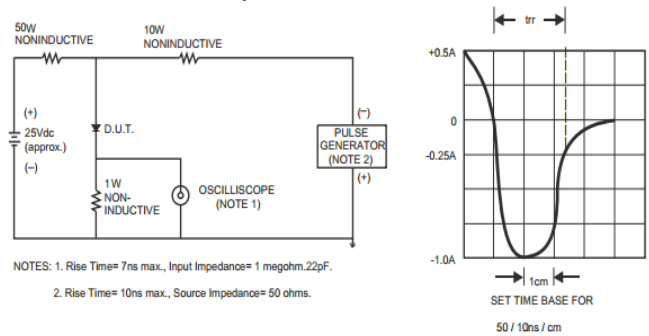 50W
NONINDUCTIVE
10W
NONINDUCTIVE
(+)
25Vdc
(approx.)
(−)
D.U.T.
1W
NON-
INDUCTIVE
OSCILLISCOPE
(NOTE 1)
(−)
PULSE
GENERATOR
(NOTE 2)
(+)
NOTES: 1. Rise Time= 7ns max., Input Impedance= 1 megohm.22pF.
2. Rise Time= 10ns max., Source Impedance= 50 ohms.
trr
+0.5A
0
-0.25A
-1.0A
1cm
SET TIME BASE FOR
50 / 10ns / cm